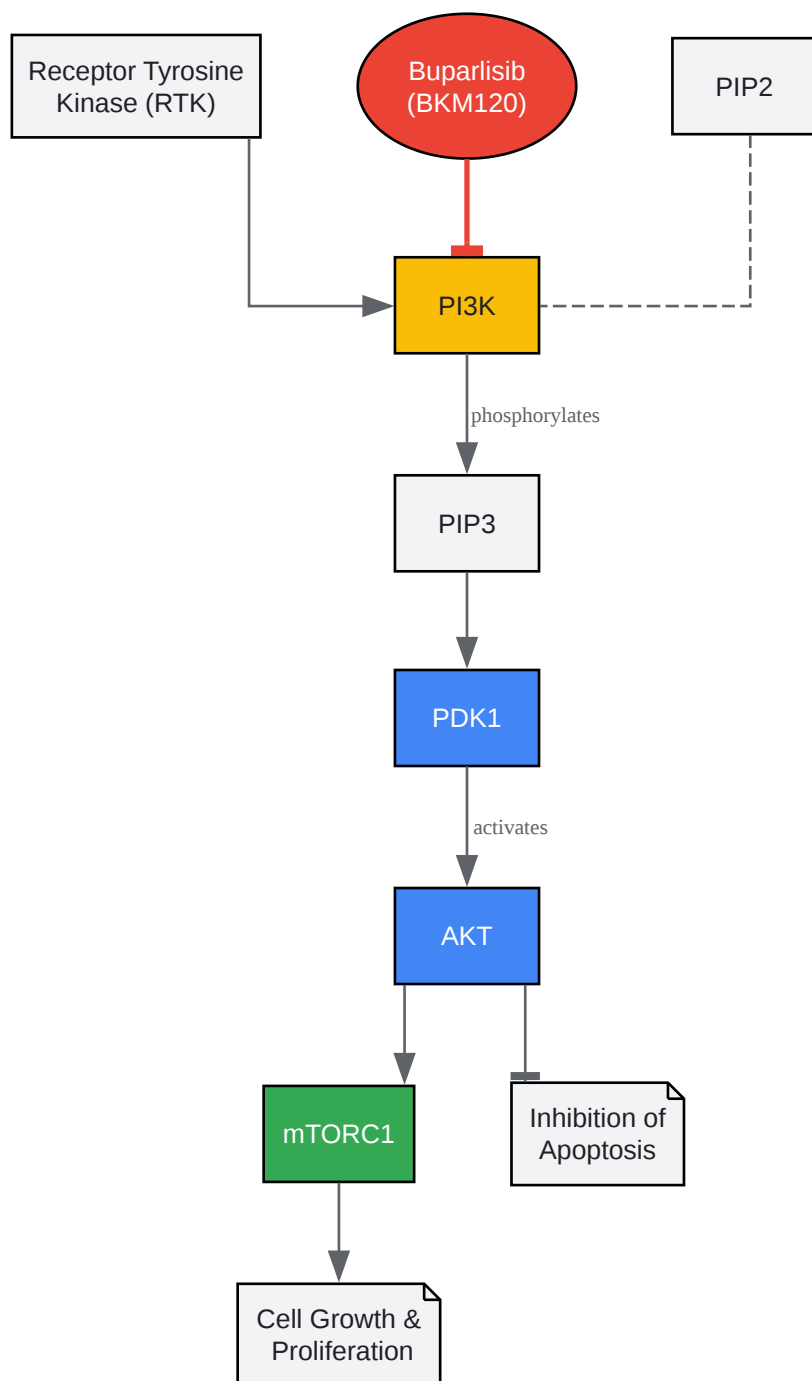 Receptor Tyrosine
Kinase (RTK)
Buparlisib
(BKM120)
PIP2
PI3K
phosphorylates
PIP3
PDK1
activates
AKT
mTORC1
Inhibition of
Apoptosis
Cell Growth &
Proliferation